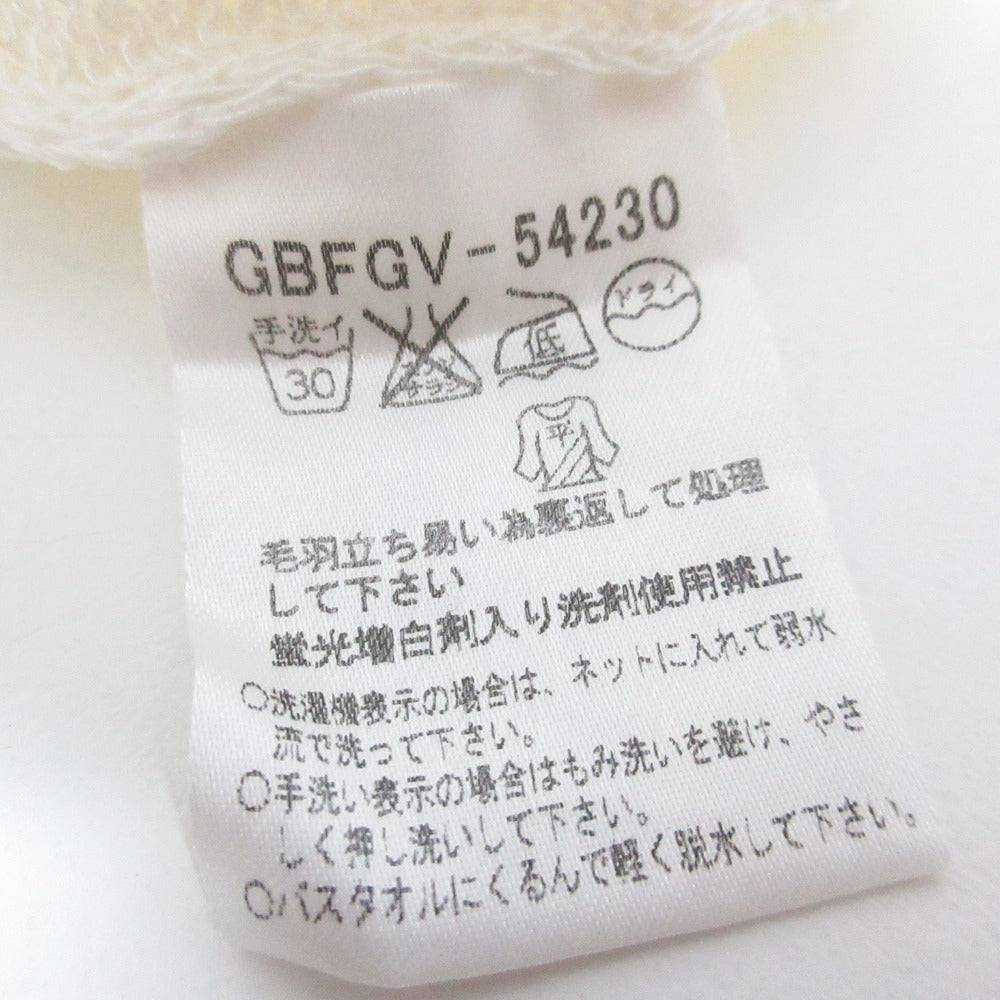 GBFGV-54230
手洗イ 低 ドライ
30
平
毛羽立ち易い為裏返して処理
して下さい
蛍光増白剤入り洗剤使用禁止
○洗濯機表示の場合は、ネットに入れて弱水
流で洗って下さい。
○手洗い表示の場合はもみ洗いを避け、やさ
しく押し洗いして下さい。
○バスタオルにくるんで軽く脱水して下さい。